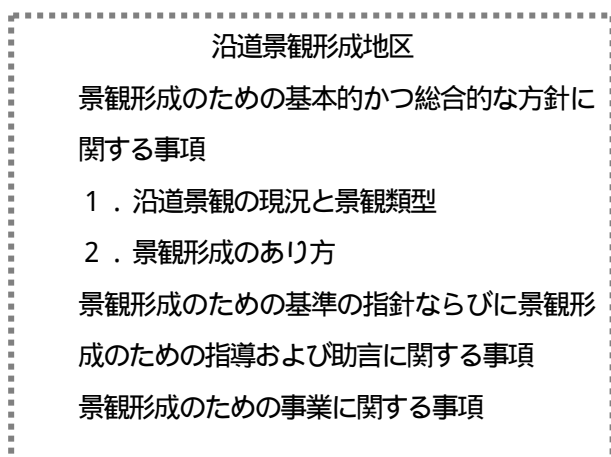 沿道景観形成地区
景観形成のための基本的かつ総合的な方針に
関する事項
１．沿道景観の現況と景観類型
２．景観形成のあり方
景観形成のための基準の指針ならびに景観形
成のための指導および助言に関する事項
景観形成のための事業に関する事項